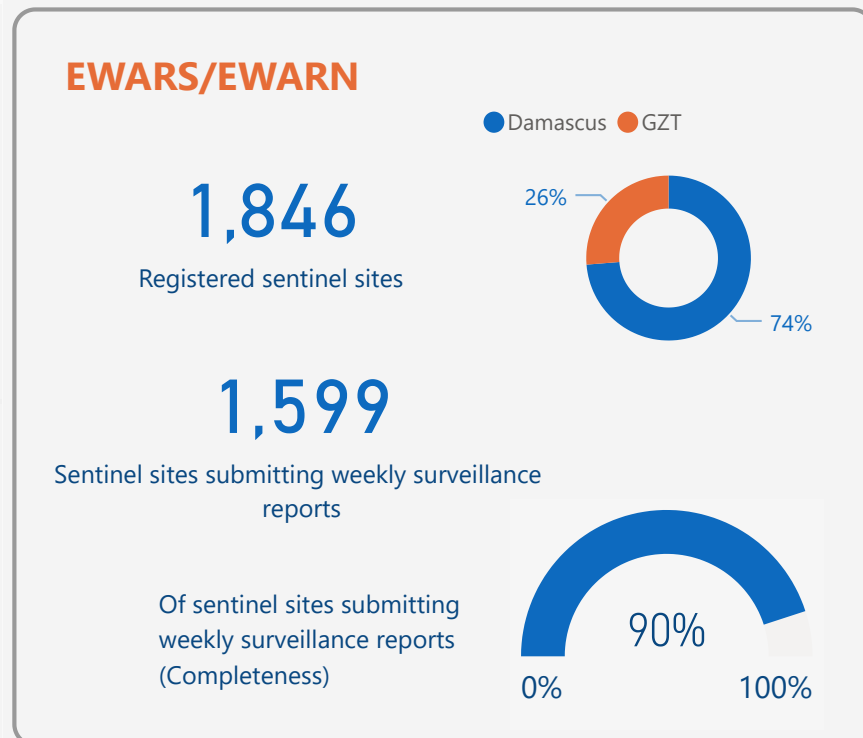 EWARS/EWARN
Damascus GZT
1,846
Registered sentinel sites
26%
74%
1,599
Sentinel sites submitting weekly surveillance
reports
Of sentinel sites submitting
weekly surveillance reports
(Completeness)
90%
0% 100%